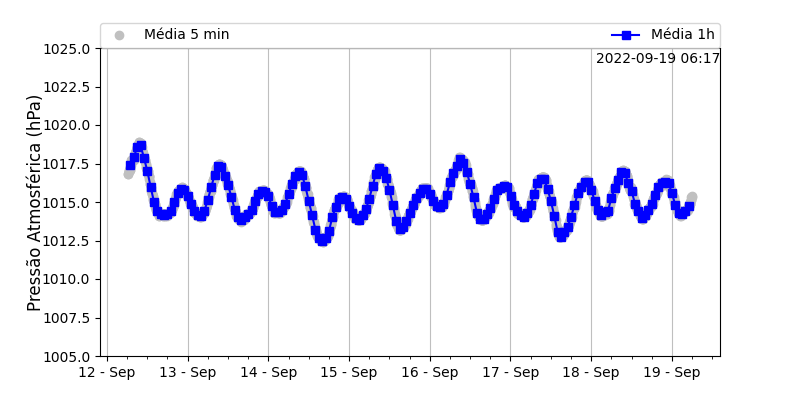 Média 5 min
Média 1h
2022-09-19 06:17
Pressão Atmosférica (hPa)
1025.0
1022.5
1020.0
1017.5
1015.0
1012.5
1010.0
1007.5
1005.0
12 - Sep
13 - Sep
14 - Sep
15 - Sep
16 - Sep
17 - Sep
18 - Sep
19 - Sep